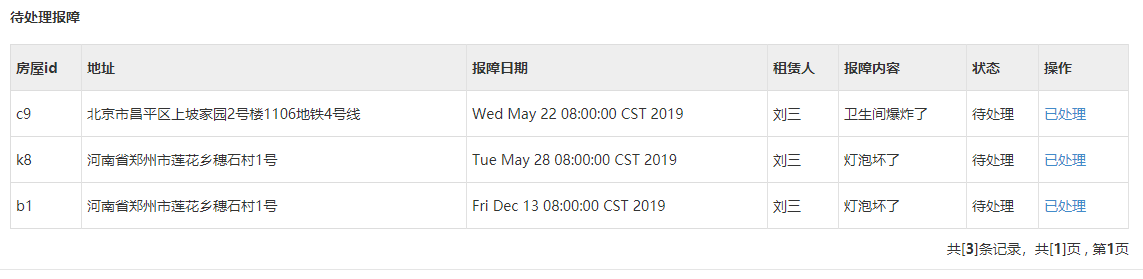 待处理报障
房屋id 地址 报障日期 租赁人 报障内容 状态 操作
c9 北京市昌平区上坡家园2号楼1106地铁4号线 Wed May 22 08:00:00 CST 2019 刘三 卫生间爆炸了 待处理 已处理
k8 河南省郑州市莲花乡穗石村1号 Tue May 28 08:00:00 CST 2019 刘三 灯泡坏了 待处理 已处理
b1 河南省郑州市莲花乡穗石村1号 Fri Dec 13 08:00:00 CST 2019 刘三 灯泡坏了 待处理 已处理
共[3]条记录，共[1]页 , 第1页